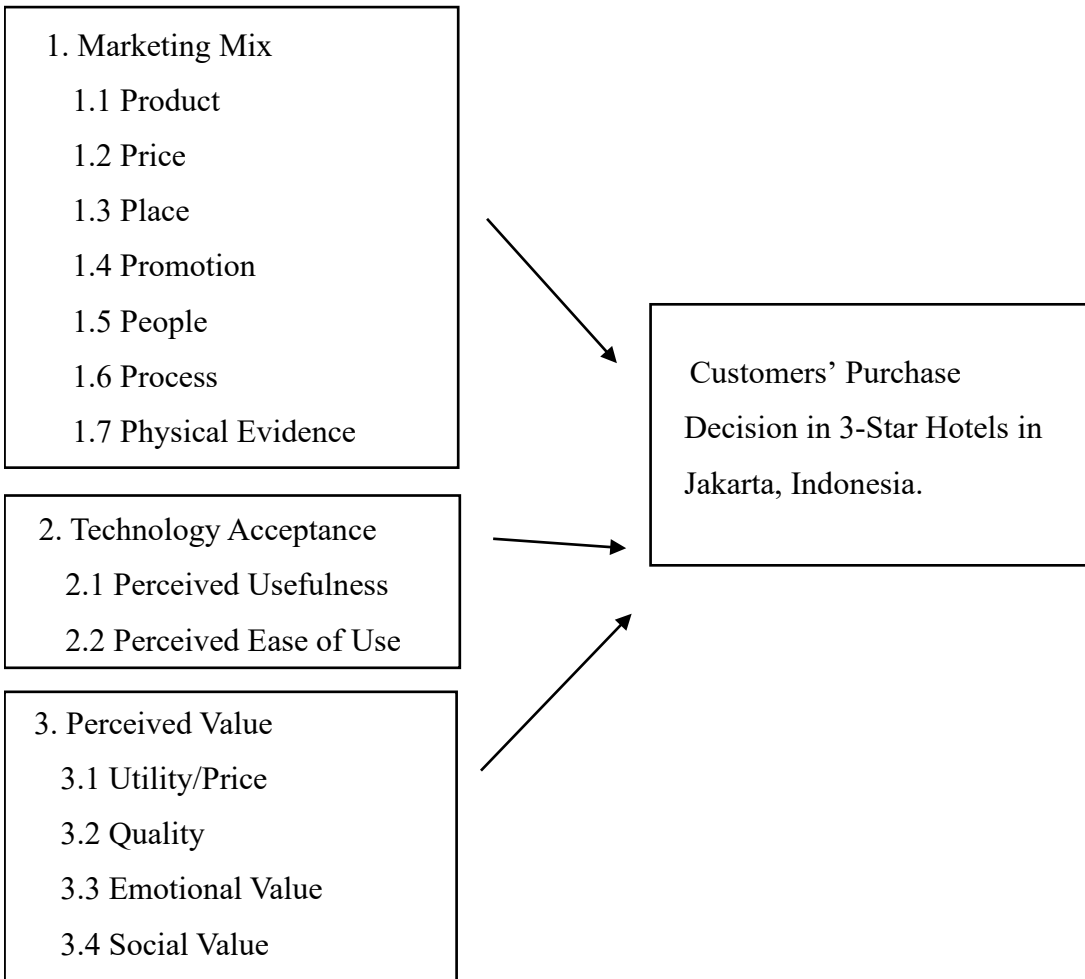 1. Marketing Mix
1.1 Product
1.2 Price
1.3 Place
1.4 Promotion
1.5 People
1.6 Process
1.7 Physical Evidence
2. Technology Acceptance
2.1 Perceived Usefulness
2.2 Perceived Ease of Use
3. Perceived Value
3.1 Utility/Price
3.2 Quality
3.3 Emotional Value
3.4 Social Value
Customers’ Purchase
Decision in 3-Star Hotels in
Jakarta, Indonesia.